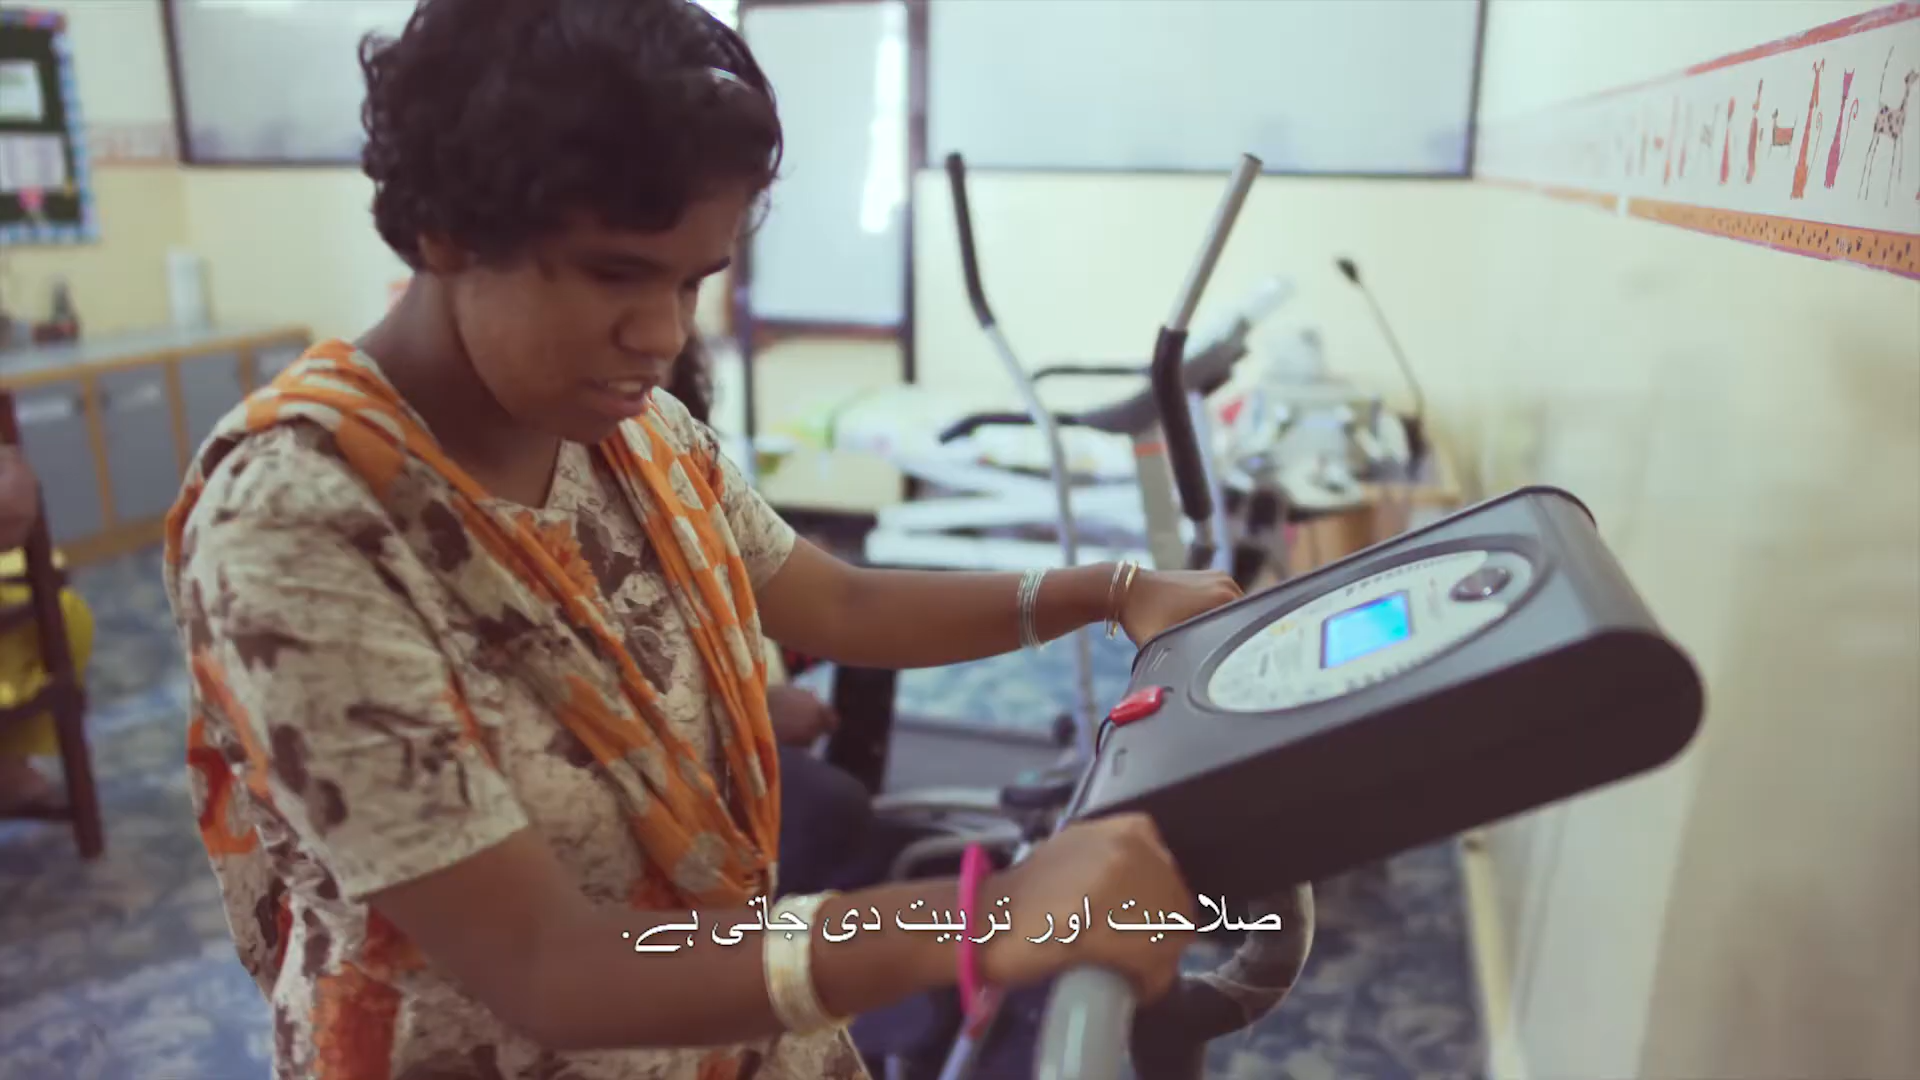 صلاحیت اور تربیت دی جاتی ہے.